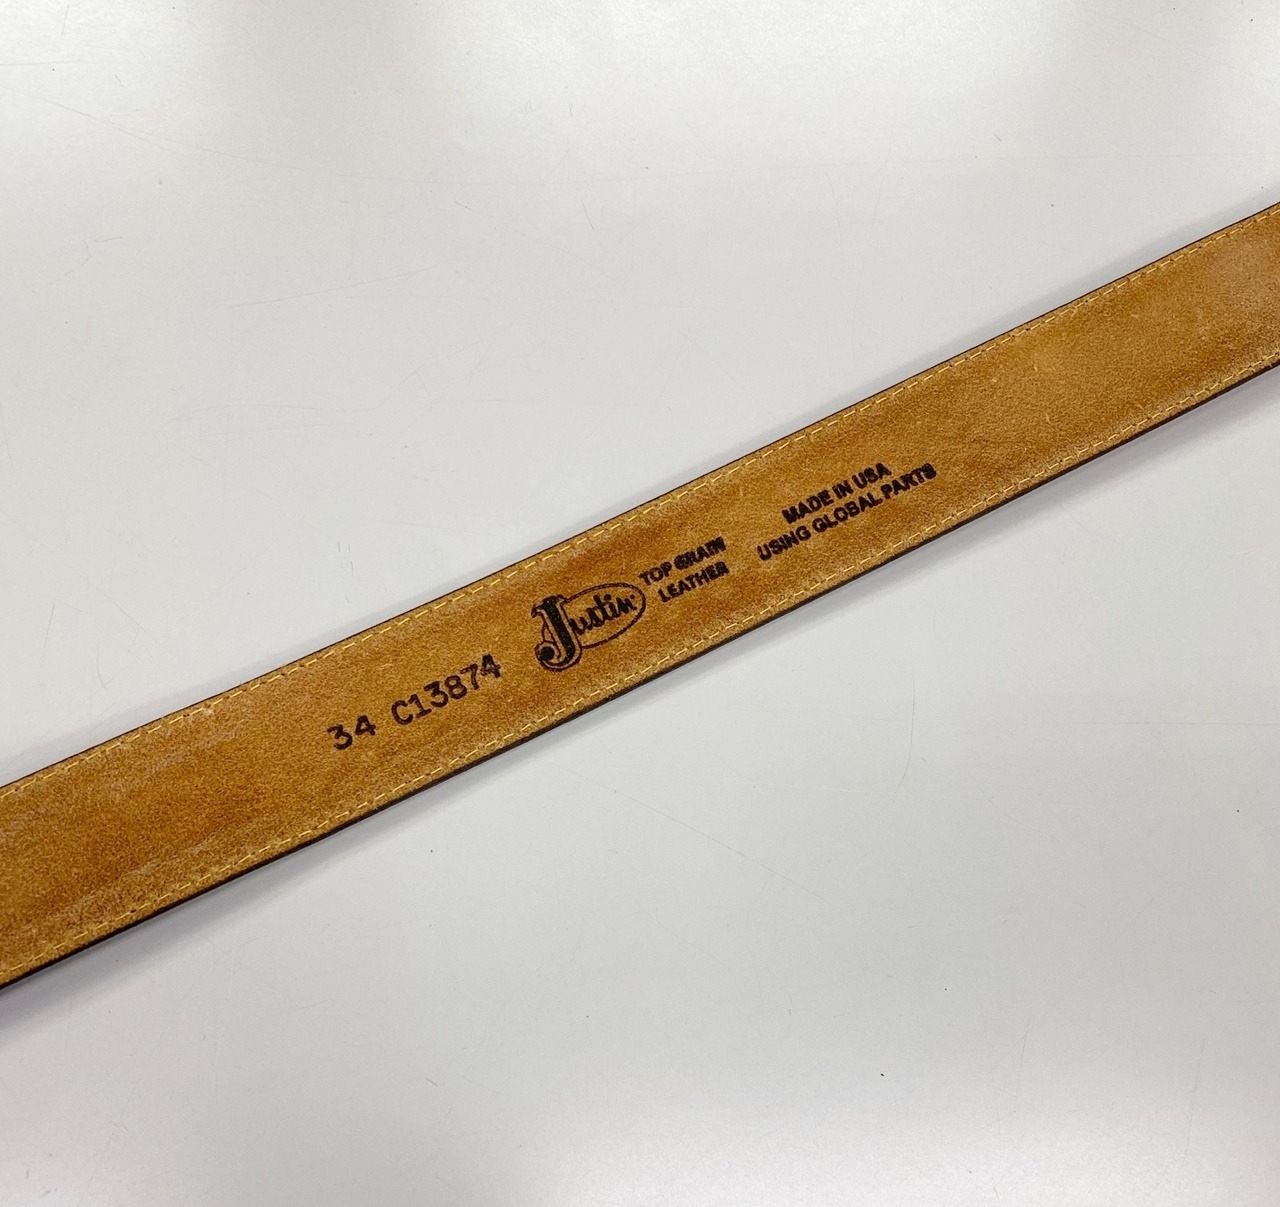 34 C13874
Justin
TOP GRAIN
LEATHER
MADE IN USA
USING GLOBAL PARTS